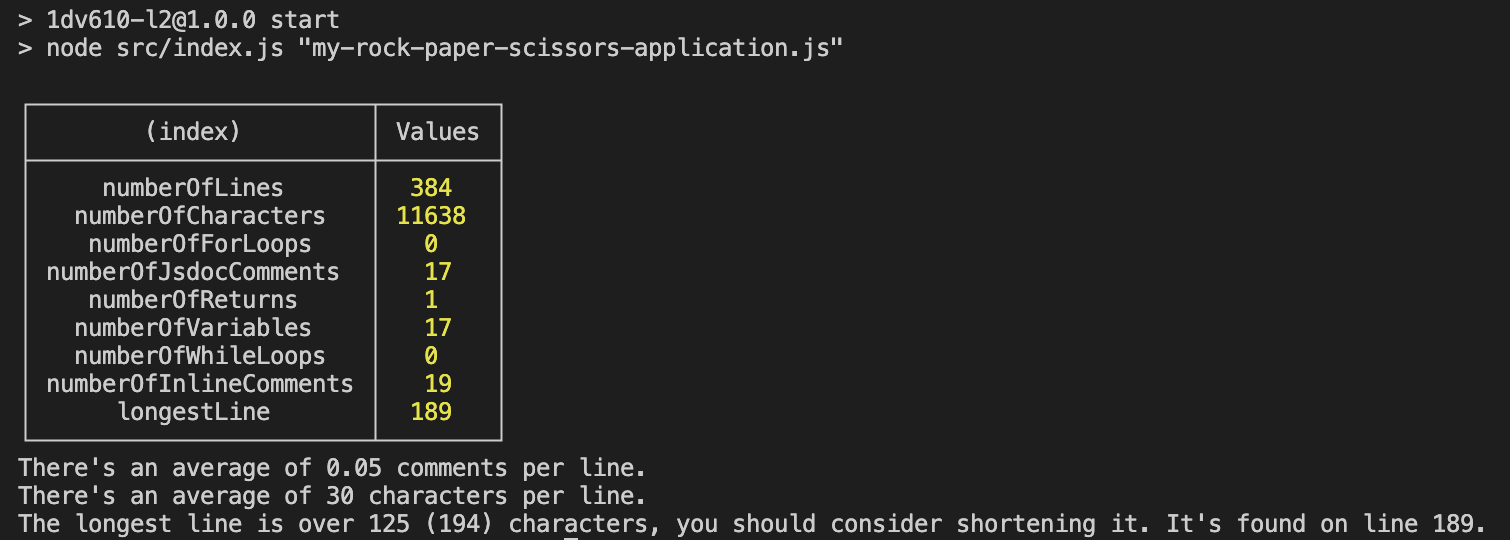 > 1dv610-l2@1.0.0 start
> node src/index.js "my-rock-paper-scissors-application.js"
(index) Values
numberOfLines 384
numberOfCharacters 11638
numberOfForLoops 0
numberOfJsdocComments 17
numberOfReturns 1
numberOfVariables 17
numberOfWhileLoops 0
numberOfInlineComments 19
longestLine 189
There's an average of 0.05 comments per line.
There's an average of 30 characters per line.
The longest line is over 125 (194) characters, you should consider shortening it. It's found on line 189.